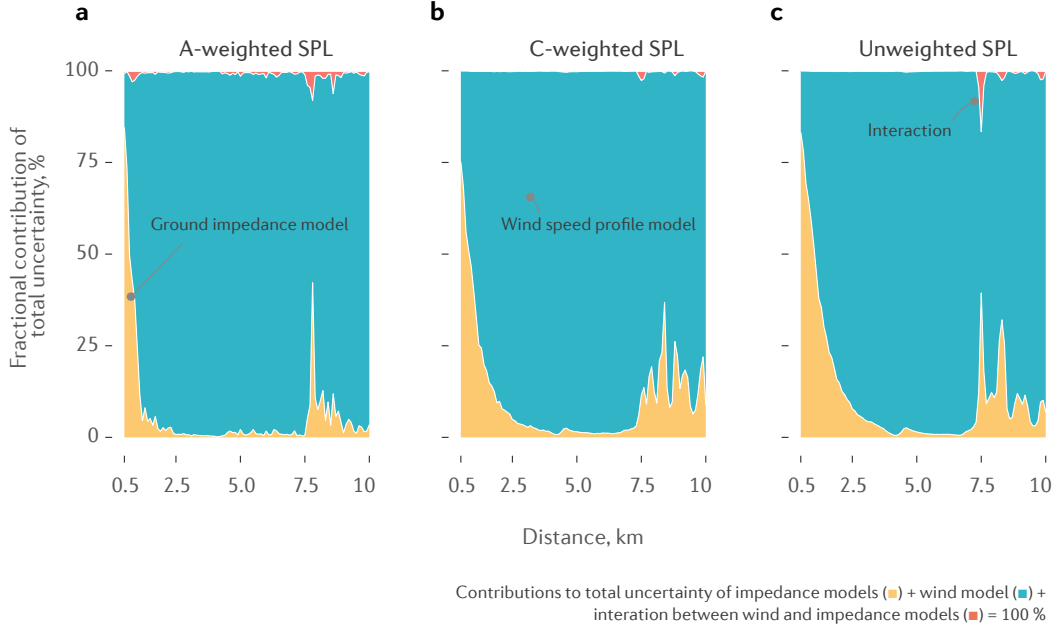 a
b
c
A-weighted SPL
C-weighted SPL
Unweighted SPL
Fractional contribution of
total uncertainty, %
100
75
50
25
0
Ground impedance model
Wind speed profile model
Interaction
0.5
2.5
5.0
7.5
10
0.5
2.5
5.0
7.5
10
0.5
2.5
5.0
7.5
10
Distance, km
Contributions to total uncertainty of impedance models (■) + wind model (■) +
interation between wind and impedance models (■) = 100 %